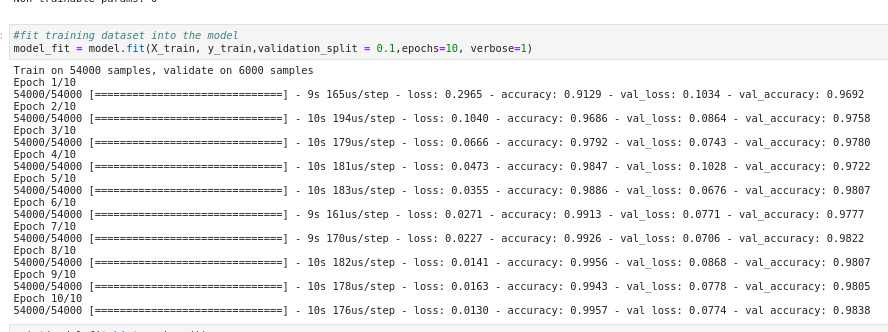 #fit training dataset into the model
model_fit = model.fit(X_train, y_train,validation_split = 0.1,epochs=10, verbose=1)
Train on 54000 samples, validate on 6000 samples
Epoch 1/10
54000/54000 [==============================] - 9s 165us/step - loss: 0.2965 - accuracy: 0.9129 - val_loss: 0.1034 - val_accuracy: 0.9692
Epoch 2/10
54000/54000 [==============================] - 10s 194us/step - loss: 0.1040 - accuracy: 0.9686 - val_loss: 0.0864 - val_accuracy: 0.9758
Epoch 3/10
54000/54000 [==============================] - 10s 179us/step - loss: 0.0666 - accuracy: 0.9792 - val_loss: 0.0743 - val_accuracy: 0.9780
Epoch 4/10
54000/54000 [==============================] - 10s 181us/step - loss: 0.0473 - accuracy: 0.9847 - val_loss: 0.1028 - val_accuracy: 0.9722
Epoch 5/10
54000/54000 [==============================] - 10s 183us/step - loss: 0.0355 - accuracy: 0.9886 - val_loss: 0.0676 - val_accuracy: 0.9807
Epoch 6/10
54000/54000 [==============================] - 9s 161us/step - loss: 0.0271 - accuracy: 0.9913 - val_loss: 0.0771 - val_accuracy: 0.9777
Epoch 7/10
54000/54000 [==============================] - 9s 170us/step - loss: 0.0227 - accuracy: 0.9926 - val_loss: 0.0706 - val_accuracy: 0.9822
Epoch 8/10
54000/54000 [==============================] - 10s 182us/step - loss: 0.0141 - accuracy: 0.9956 - val_loss: 0.0868 - val_accuracy: 0.9807
Epoch 9/10
54000/54000 [==============================] - 10s 178us/step - loss: 0.0163 - accuracy: 0.9943 - val_loss: 0.0778 - val_accuracy: 0.9805
Epoch 10/10
54000/54000 [==============================] - 10s 176us/step - loss: 0.0130 - accuracy: 0.9957 - val_loss: 0.0774 - val_accuracy: 0.9838